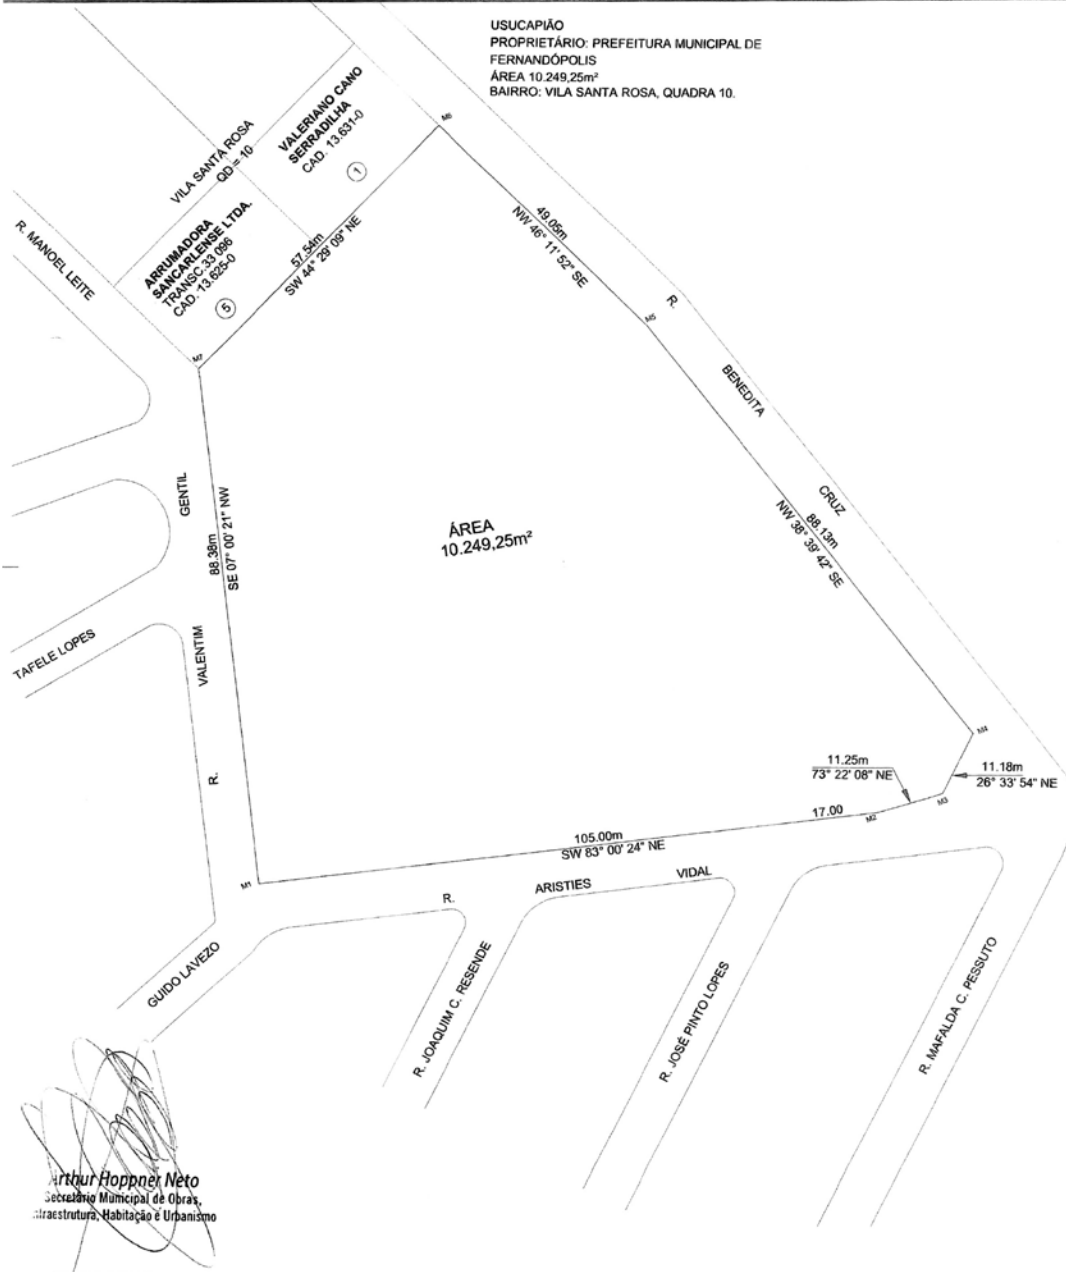 USUCAPIÃO
PROPRIETÁRIO: PREFEITURA MUNICIPAL DE
FERNANDÓPOLIS
ÁREA 10.249,25m²
BAIRRO: VILA SANTA ROSA, QUADRA 10.
VILA SANTA ROSA
QD = 10
VALERIANO CANO
SERRADILHA
CAD. 13.631-0
1
M6
R. MANOEL LEITE
ARRUMADORA
SANCARLENSE LTDA.
TRANSC.33 096
CAD. 13.625-0
5
57.54m
SW 44° 29' 09" NE
49.05m
NW 46° 11' 52" SE
M5
M7
R.
BENEDITA
CRUZ
88.13m
NW 38° 39' 42" SE
GENTIL
88.38m
SE 07° 00' 21" NW
ÁREA
10.249,25m²
TAFELE LOPES
VALENTIM
R.
M4
11.25m
73° 22' 08" NE
11.18m
26° 33' 54" NE
M3
17.00
M2
105.00m
SW 83° 00' 24" NE
M1
R.
ARISTIES
VIDAL
GUIDO LAVEZO
R. JOAQUIM C. RESENDE
R. JOSÉ PINTO LOPES
R. MAFALDA C. PESSUTO
rthur Hoppner Neto
Secretário Municipal de Obras,
fraestrutura, Habitação e Urbanismo